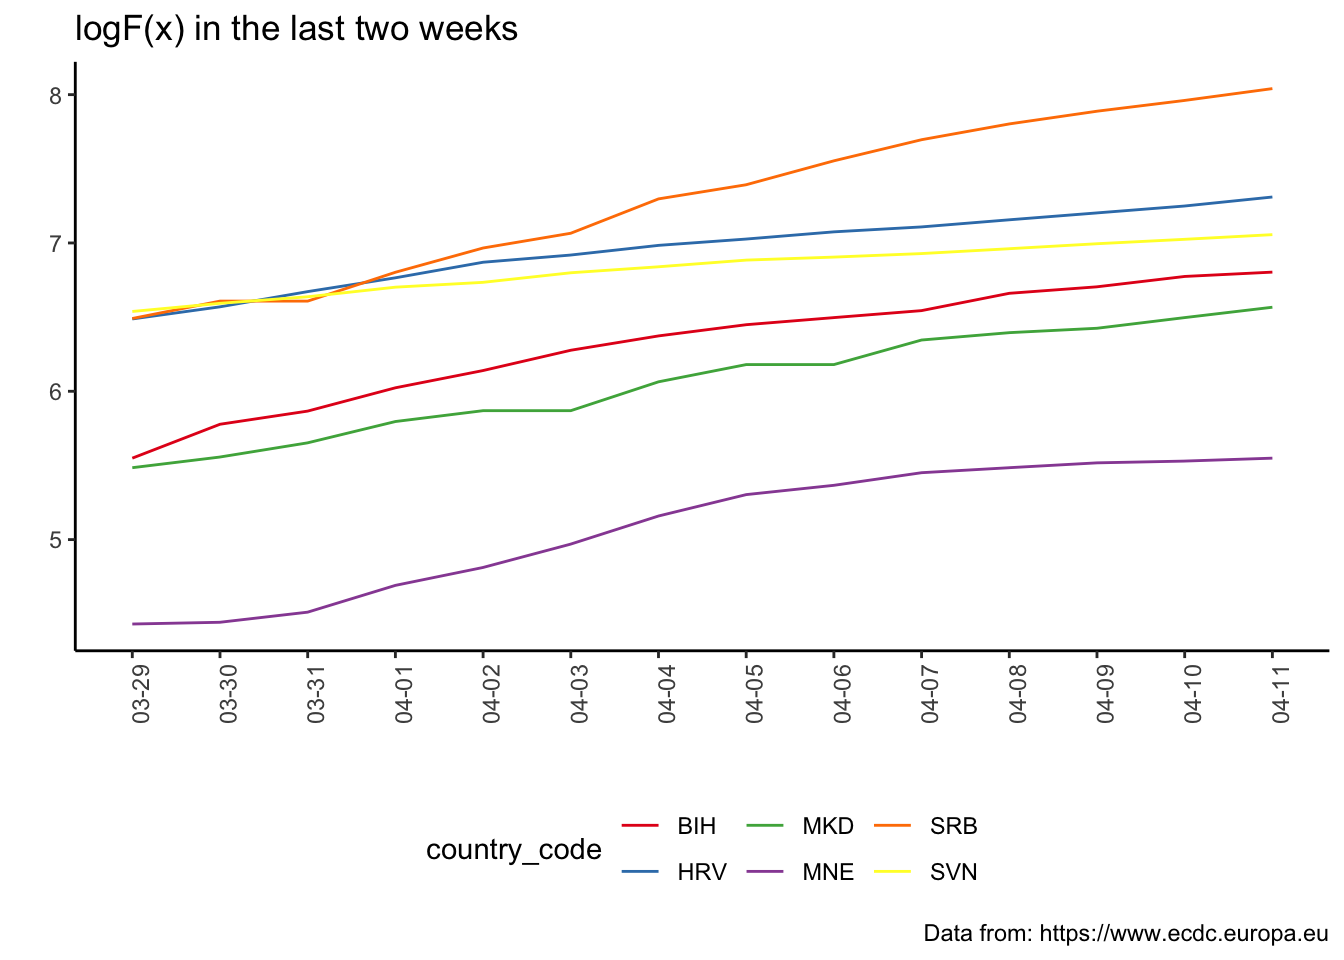 logF(x) in the last two weeks
8
7
6
5
03-29 03-30 03-31 04-01 04-02 04-03 04-04 04-05 04-06 04-07 04-08 04-09 04-10 04-11
country_code
BIH MKD SRB
HRV MNE SVN
Data from: https://www.ecdc.europa.eu